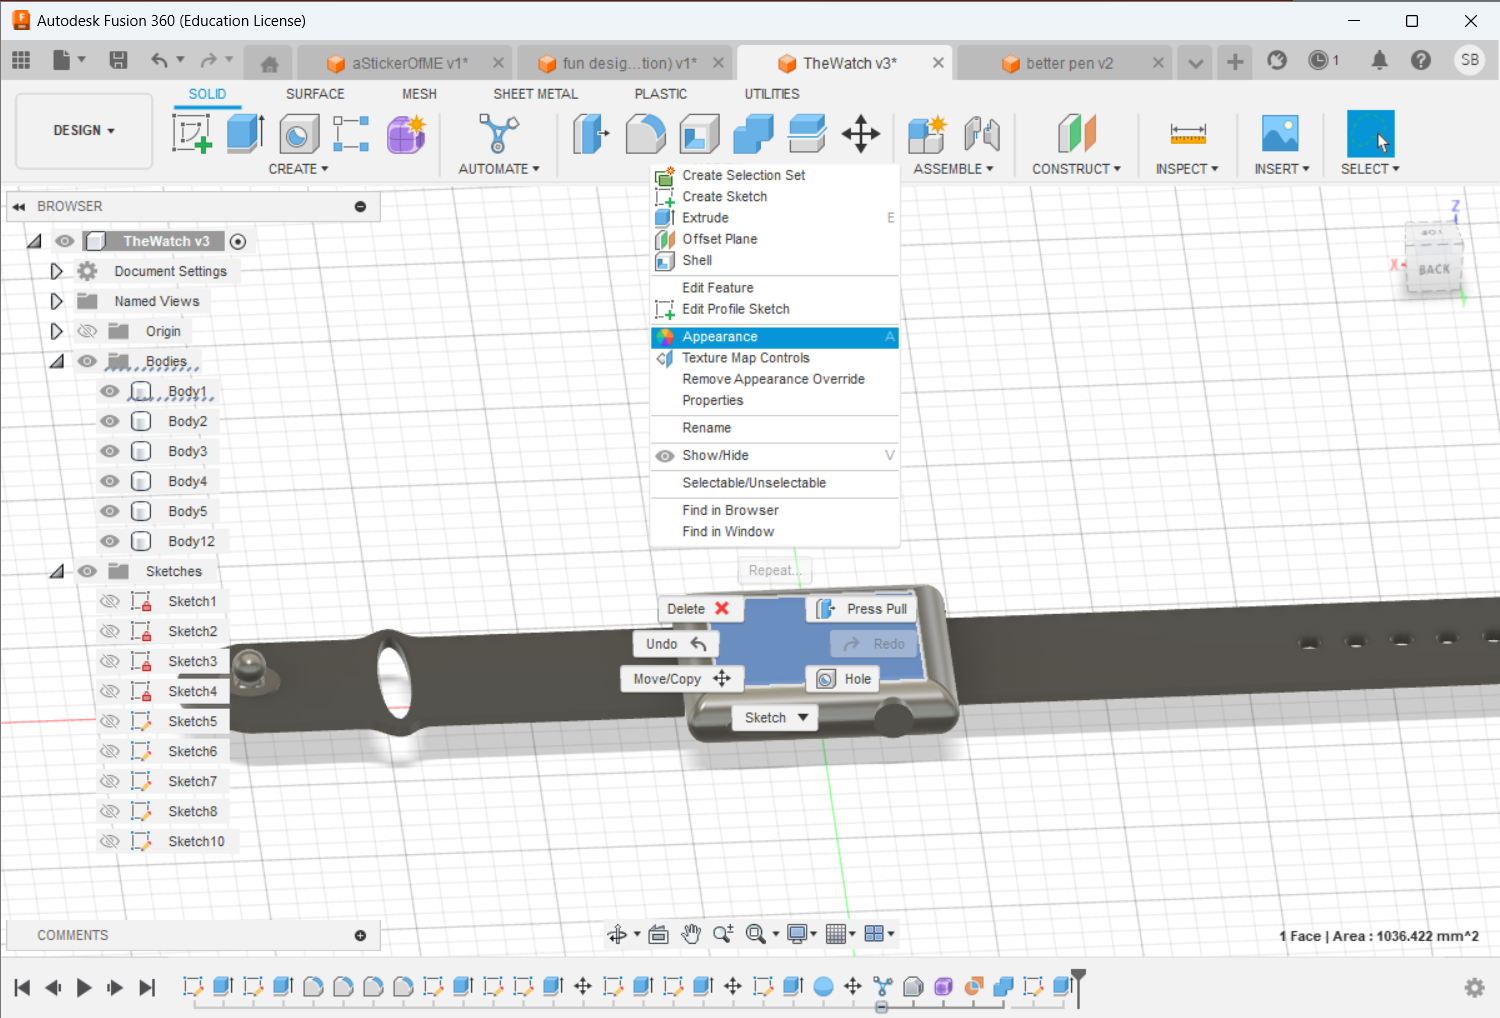 Autodesk Fusion 360 (Education License)
aStickerOfME v1*
fun desig...tion) v1*
TheWatch v3*
better pen v2
1
SB
SOLID
SURFACE
MESH
SHEET METAL
PLASTIC
UTILITIES
DESIGN
CREATE
AUTOMATE
ASSEMBLE
CONSTRUCT
INSPECT
INSERT
SELECT
BROWSER
TheWatch v3
Document Settings
Named Views
Origin
Bodies
Body1
Body2
Body3
Body4
Body5
Body12
Sketches
Sketch1
Sketch2
Sketch3
Sketch4
Sketch5
Sketch6
Sketch7
Sketch8
Sketch10
Create Selection Set
Create Sketch
Extrude E
Offset Plane
Shell
Edit Feature
Edit Profile Sketch
Appearance A
Texture Map Controls
Remove Appearance Override
Properties
Rename
Show/Hide V
Selectable/Unselectable
Find in Browser
Find in Window
Repeat...
Delete
Press Pull
Undo
Redo
Move/Copy
Hole
Sketch
Z
X
BACK
COMMENTS
1 Face | Area : 1036.422 mm^2